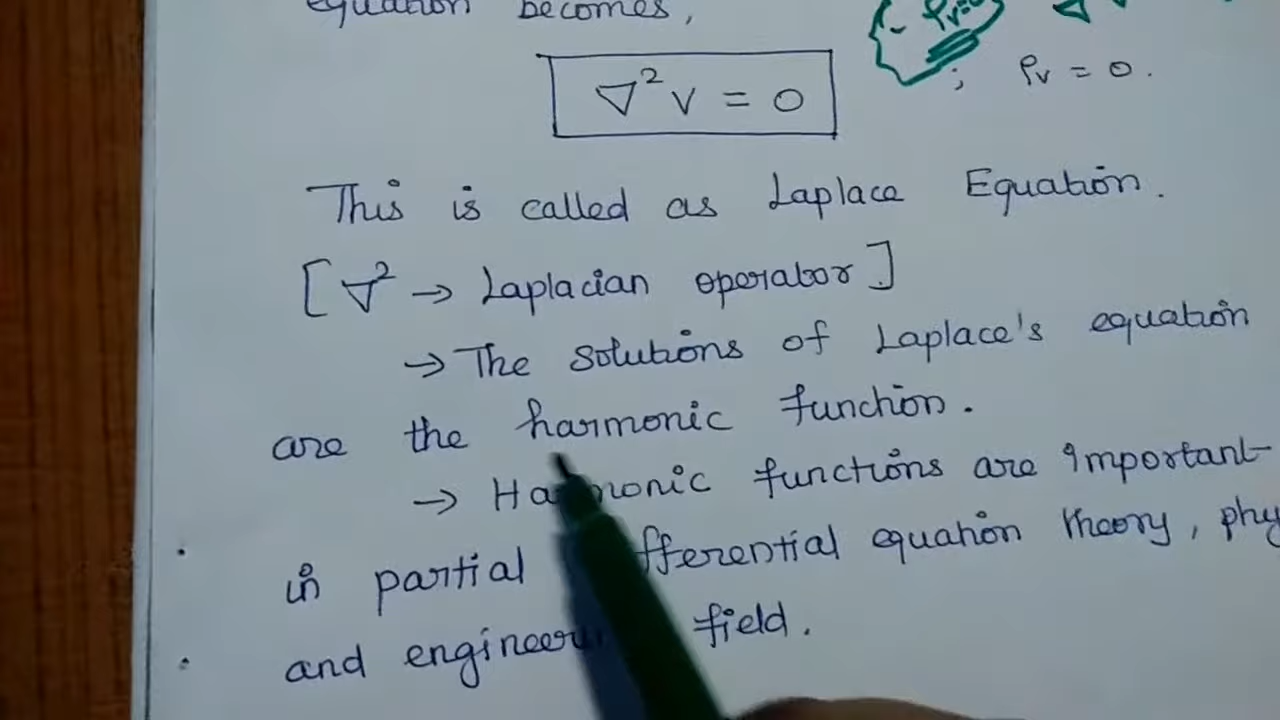 equation becomes,
∇²V = 0
; ρv = 0.
This is called as Laplace Equation.
[∇² → Laplacian operator]
→ The solutions of Laplace's equation
are the harmonic function.
→ Harmonic functions are important
in partial differential equation theory, phy
and engineering field.